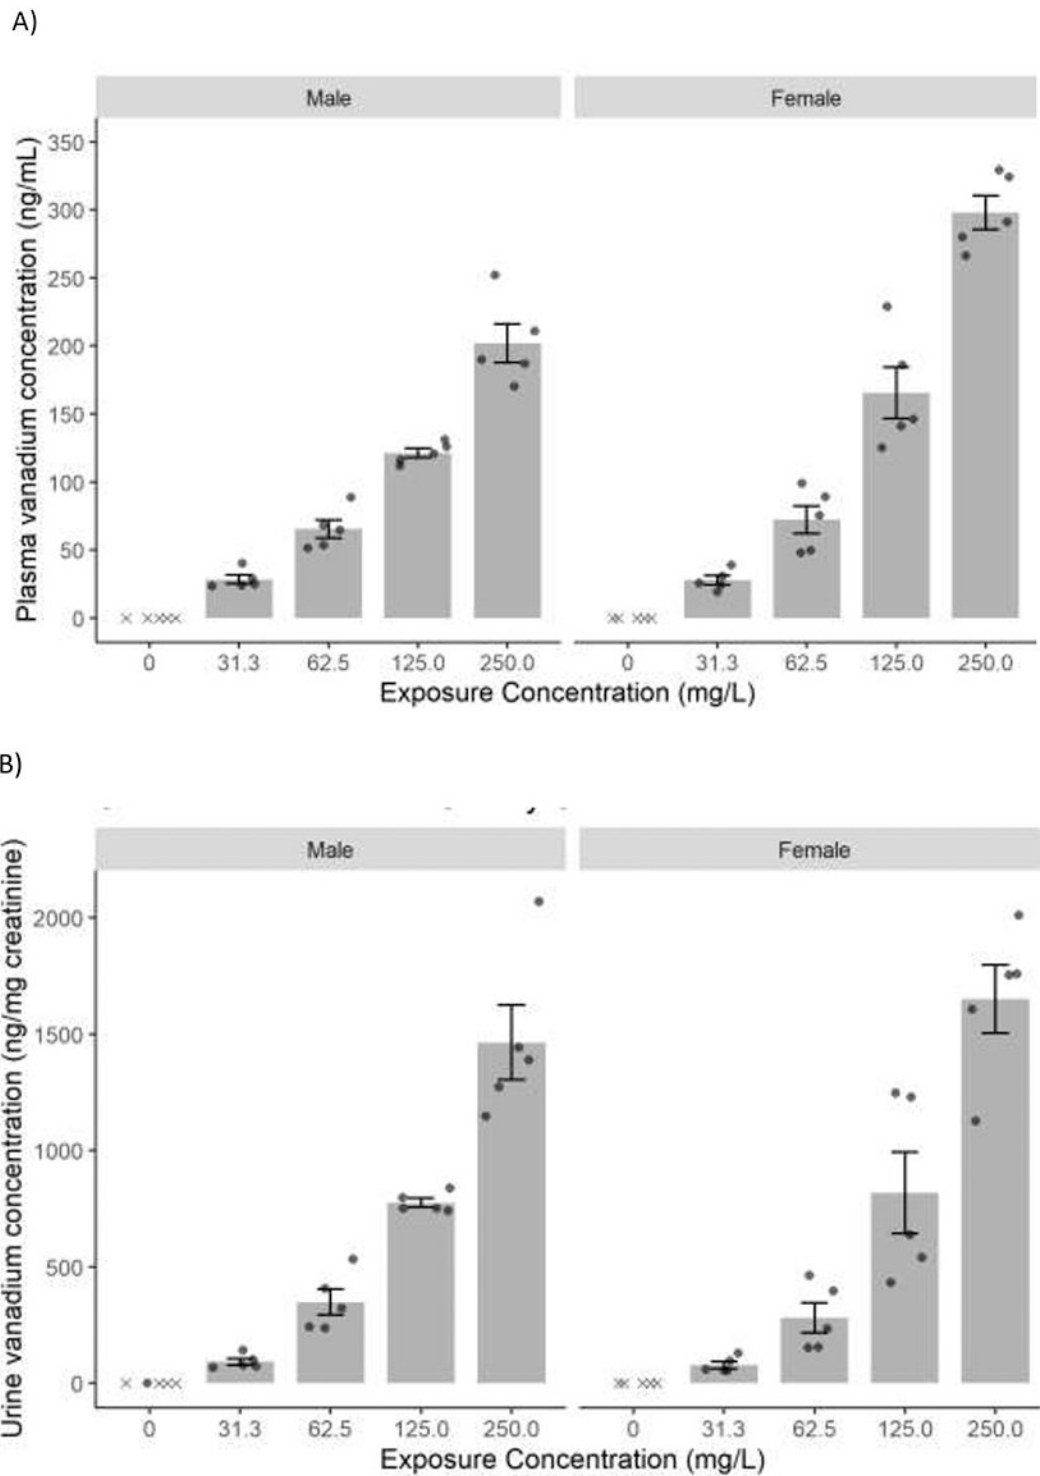 A)
Male Female
Plasma vanadium concentration (ng/mL)
350
300
250
200
150
100
50
0
0 31.3 62.5 125.0 250.0 0 31.3 62.5 125.0 250.0
Exposure Concentration (mg/L)
B)
Male Female
Urine vanadium concentration (ng/mg creatinine)
2000
1500
1000
500
0
0 31.3 62.5 125.0 250.0 0 31.3 62.5 125.0 250.0
Exposure Concentration (mg/L)